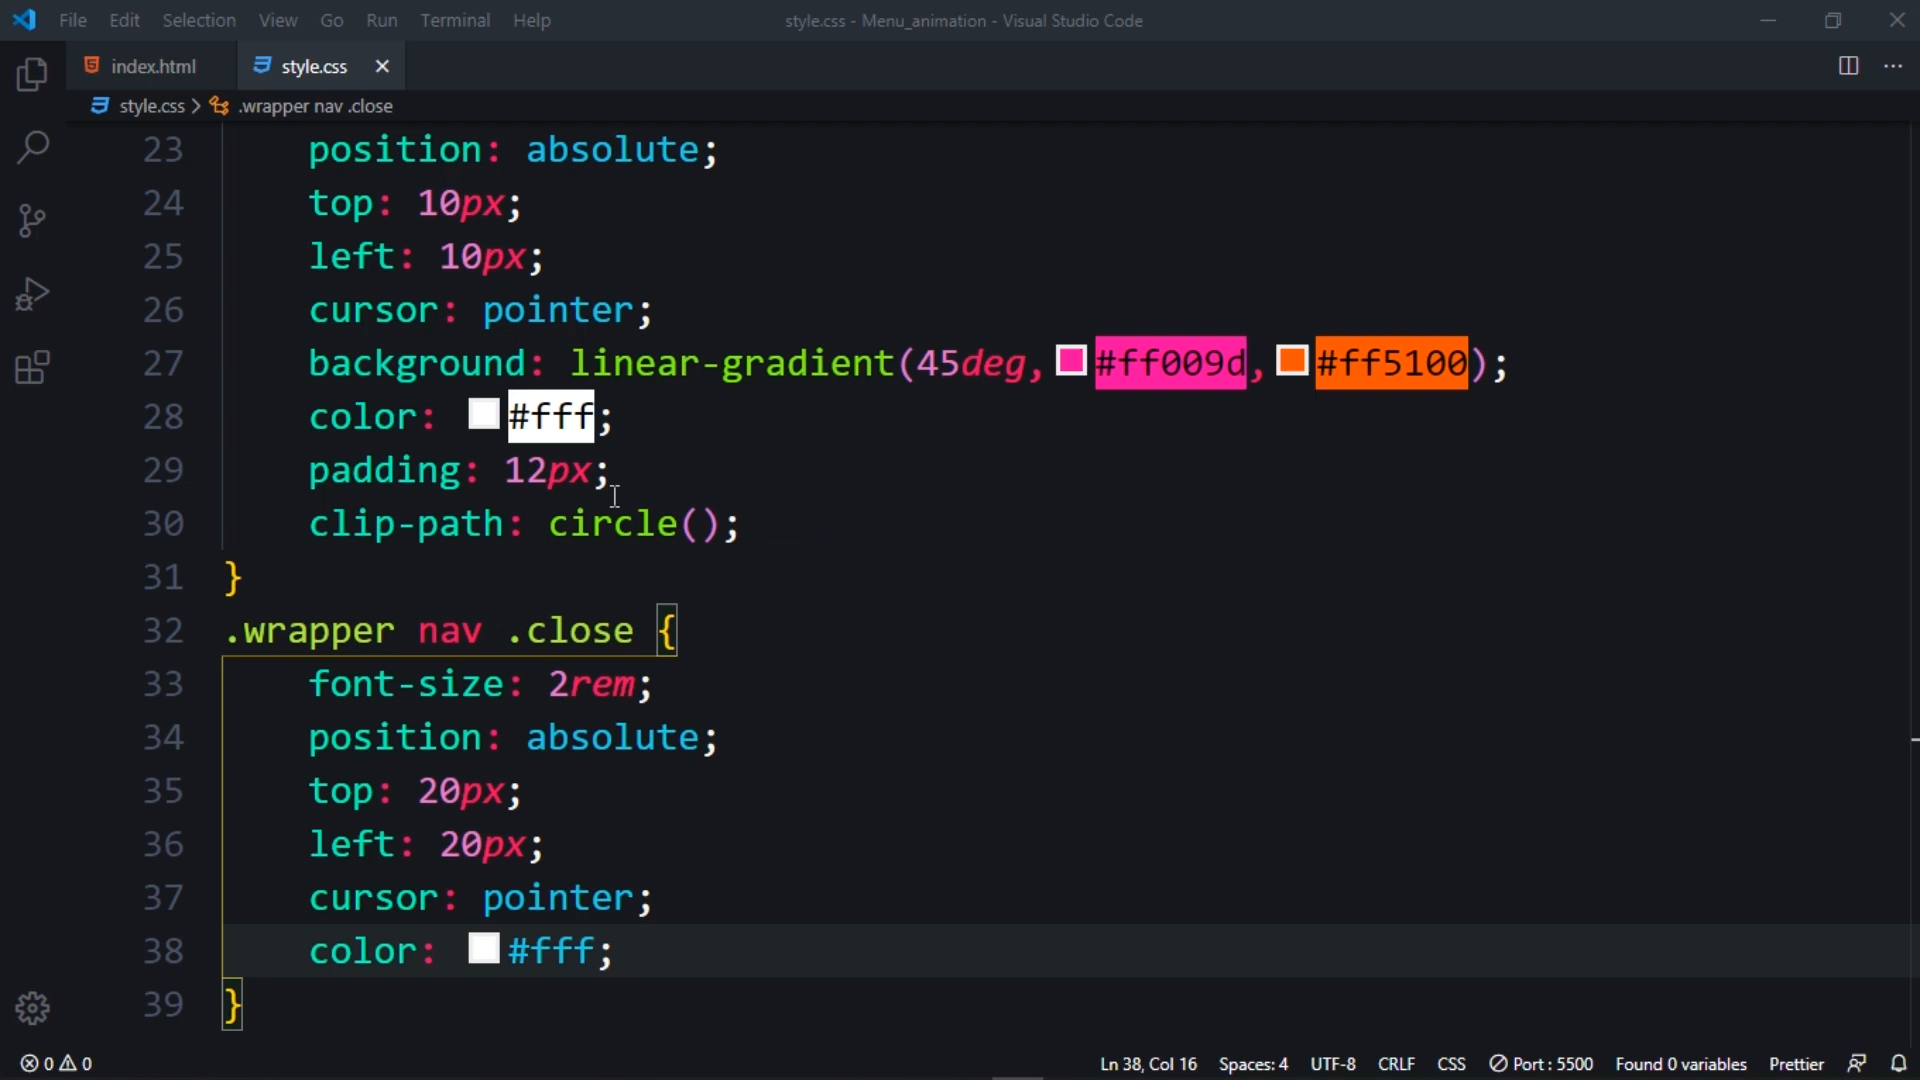 File Edit Selection View Go Run Terminal Help style.css - Menu_animation - Visual Studio Code
index.html style.css
style.css > .wrapper nav .close
23 position: absolute;
24 top: 10px;
25 left: 10px;
26 cursor: pointer;
27 background: linear-gradient(45deg, #ff009d, #ff5100);
28 color: #fff;
29 padding: 12px;
30 clip-path: circle();
31 }
32 .wrapper nav .close {
33 font-size: 2rem;
34 position: absolute;
35 top: 20px;
36 left: 20px;
37 cursor: pointer;
38 color: #fff;
39 }
0 0 Ln 38, Col 16 Spaces: 4 UTF-8 CRLF CSS Port : 5500 Found 0 variables Prettier